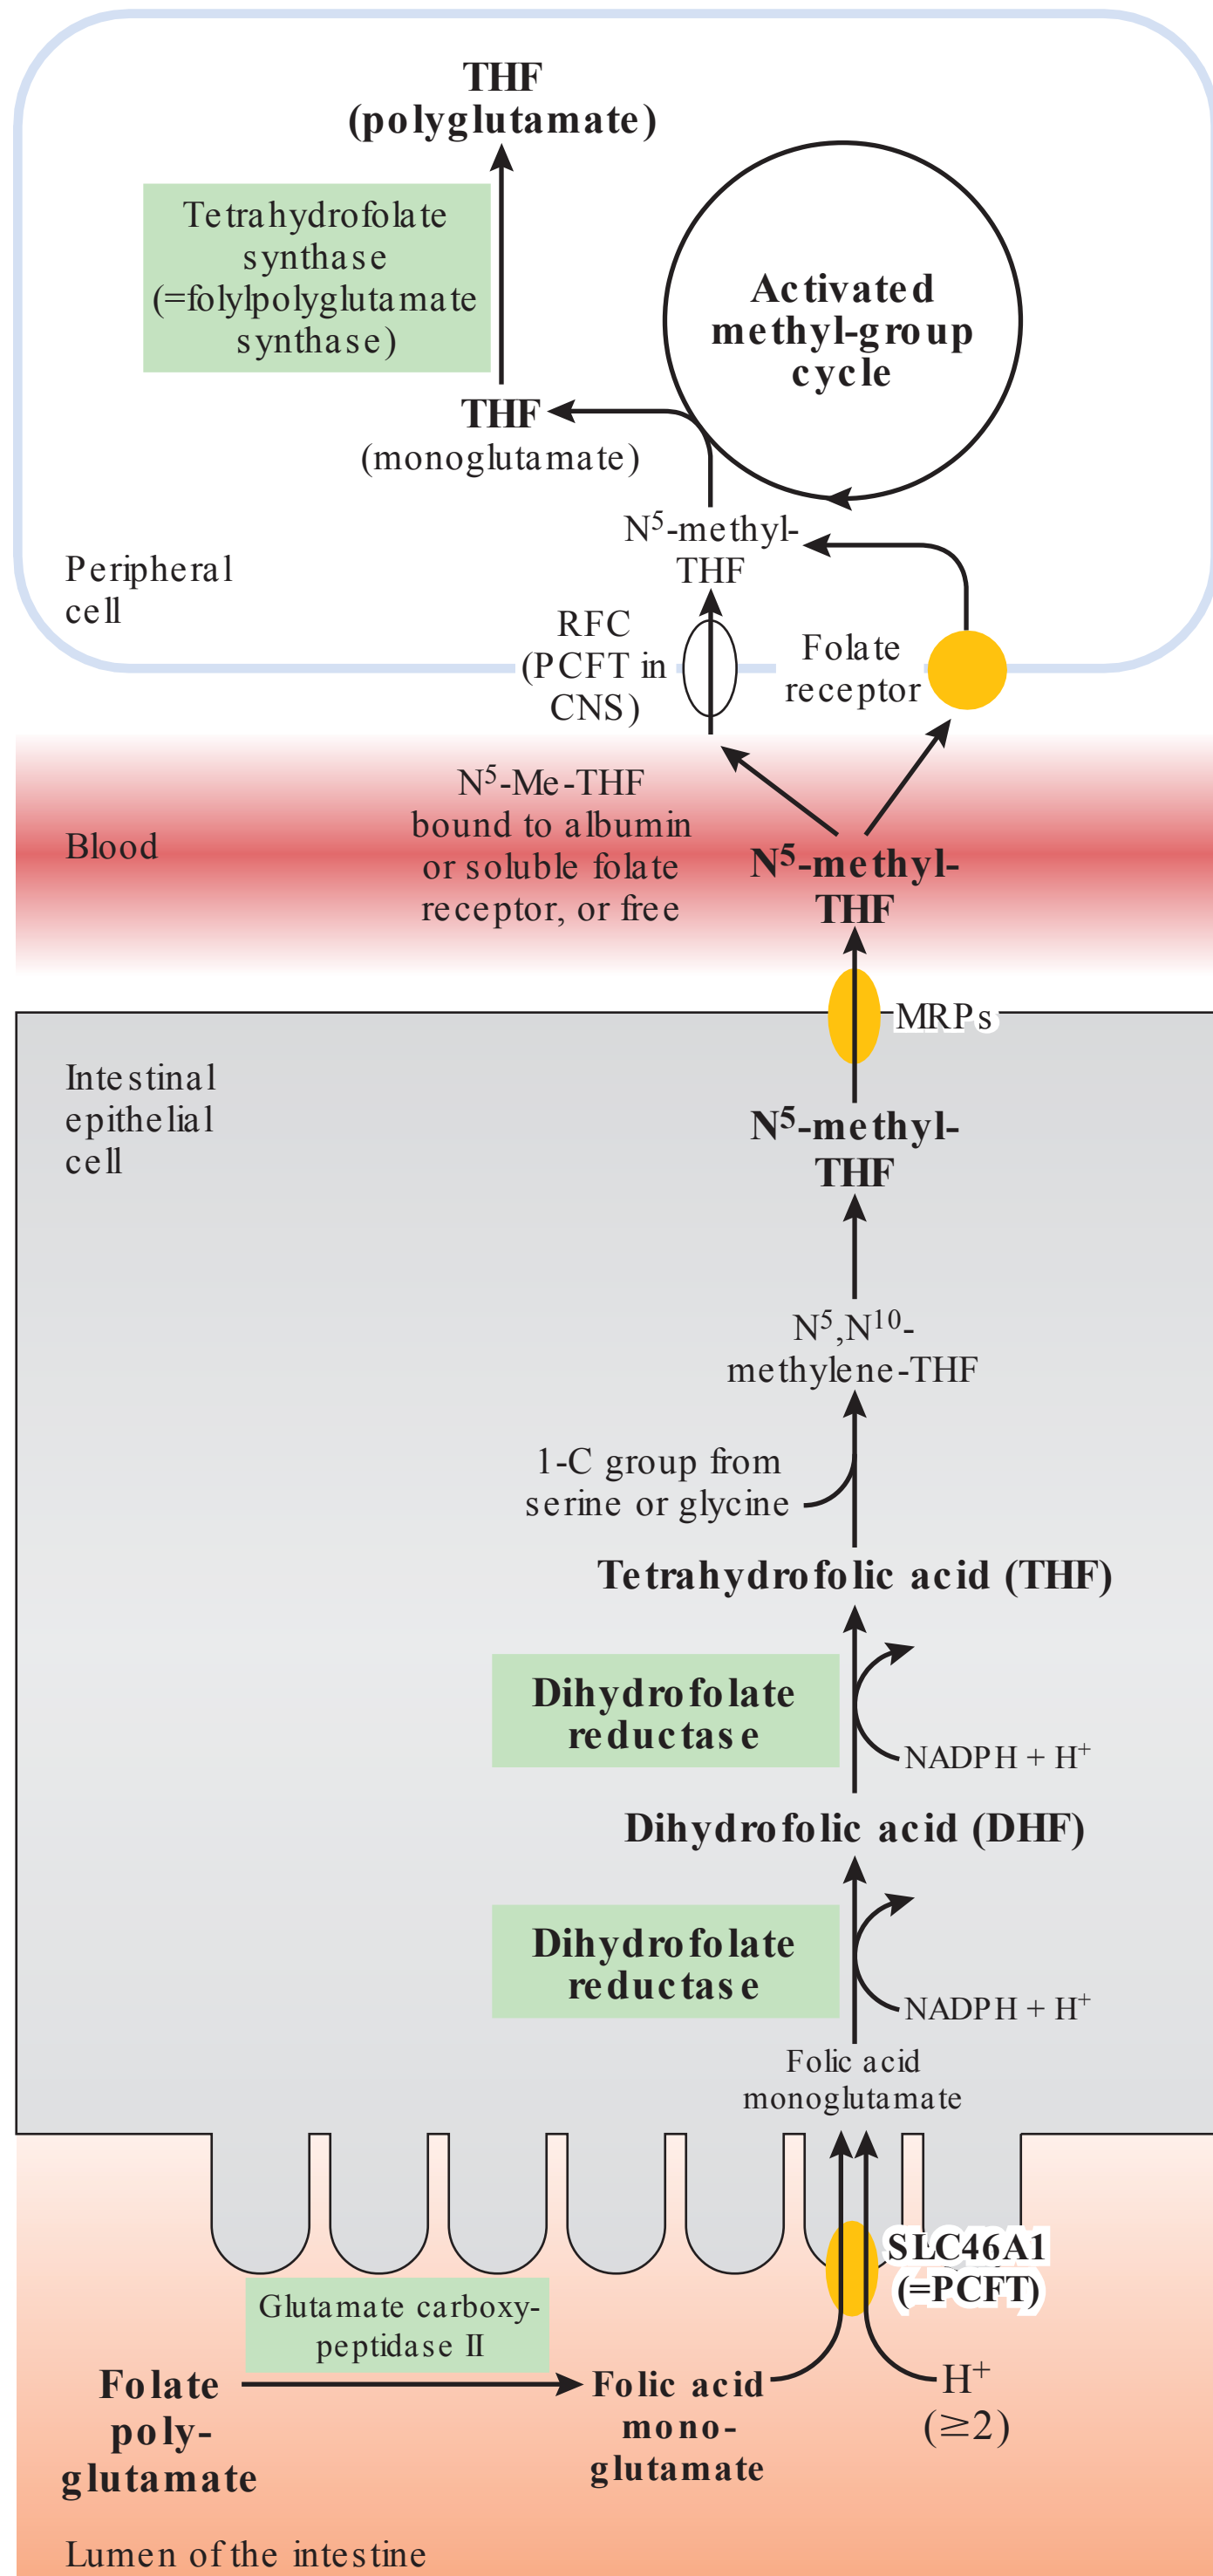 THF
(polyglutamate)
Tetrahydrofolate
synthase
(=folylpolyglutamate
synthase)
Activated
methyl-group
cycle
THF
(monoglutamate)
N⁵-methyl-
THF
Peripheral
cell
RFC
(PCFT in
CNS)
Folate
receptor
N⁵-Me-THF
bound to albumin
or soluble folate
receptor, or free
Blood
N⁵-methyl-
THF
MRPs
Intestinal
epithelial
cell
N⁵-methyl-
THF
N⁵,N¹⁰-
methylene-THF
1-C group from
serine or glycine
Tetrahydrofolic acid (THF)
Dihydrofolate
reductase
NADPH + H⁺
Dihydrofolic acid (DHF)
Dihydrofolate
reductase
NADPH + H⁺
Folic acid
monoglutamate
SLC46A1
(=PCFT)
Glutamate carboxy-
peptidase II
Folate
poly-
glutamate
Folic acid
mono-
glutamate
H⁺
(≥2)
Lumen of the intestine